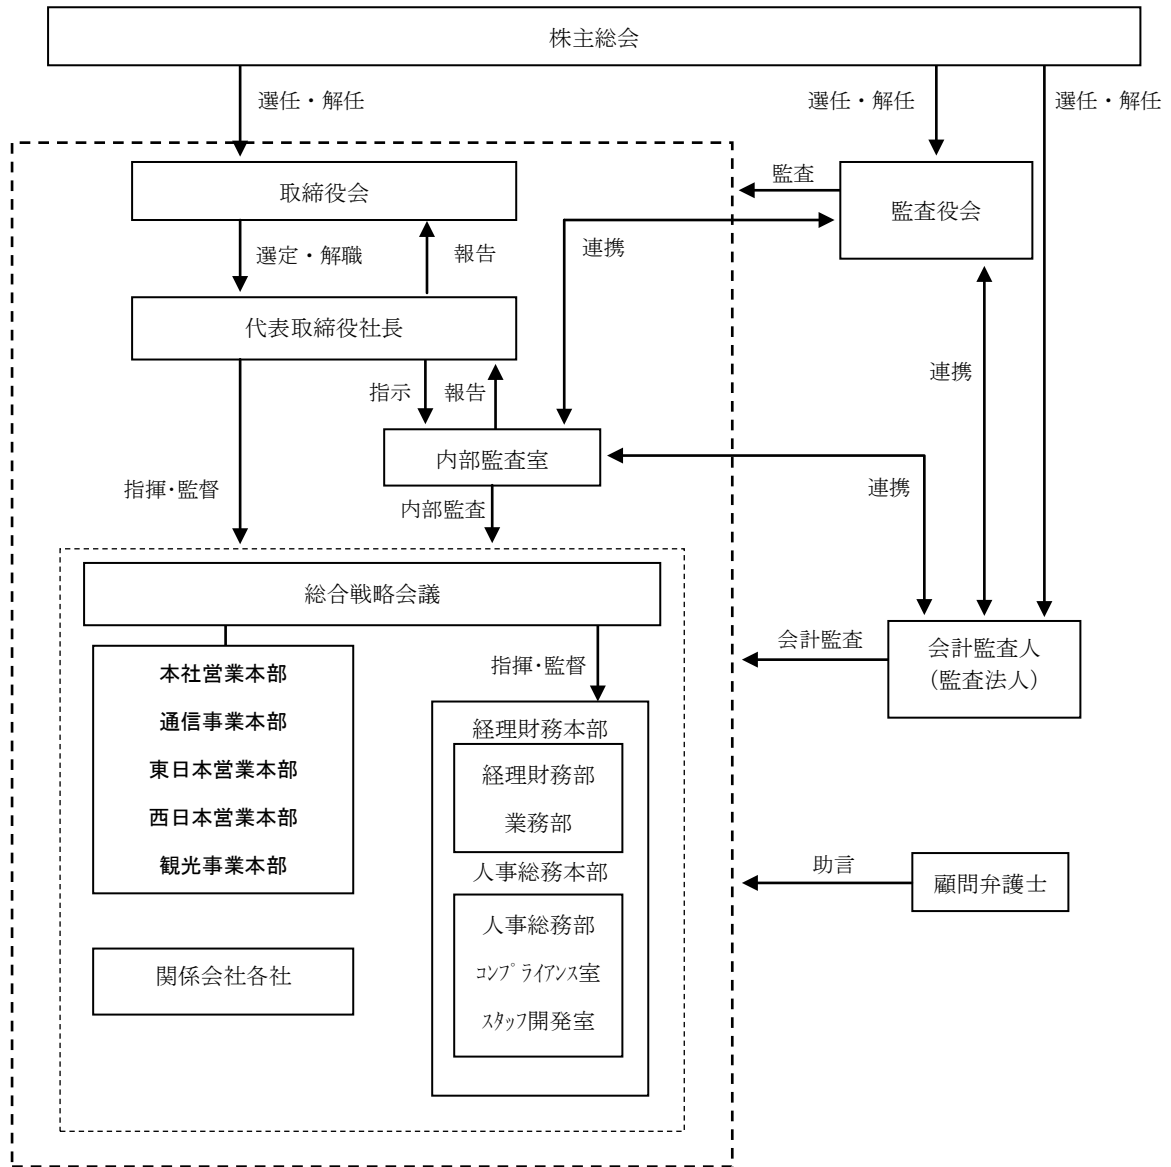 株主総会
選任・解任
選任・解任
選任・解任
取締役会
監査
監査役会
選定・解職
報告
連携
代表取締役社長
指示
報告
連携
内部監査室
指揮・監督
内部監査
連携
総合戦略会議
指揮・監督
会計監査
会計監査人
（監査法人）
本社営業本部
通信事業本部
東日本営業本部
西日本営業本部
観光事業本部
経理財務本部
経理財務部
業務部
人事総務本部
人事総務部
ｺﾝﾌﾟﾗｲｱﾝｽ室
ｽﾀｯﾌ開発室
助言
顧問弁護士
関係会社各社